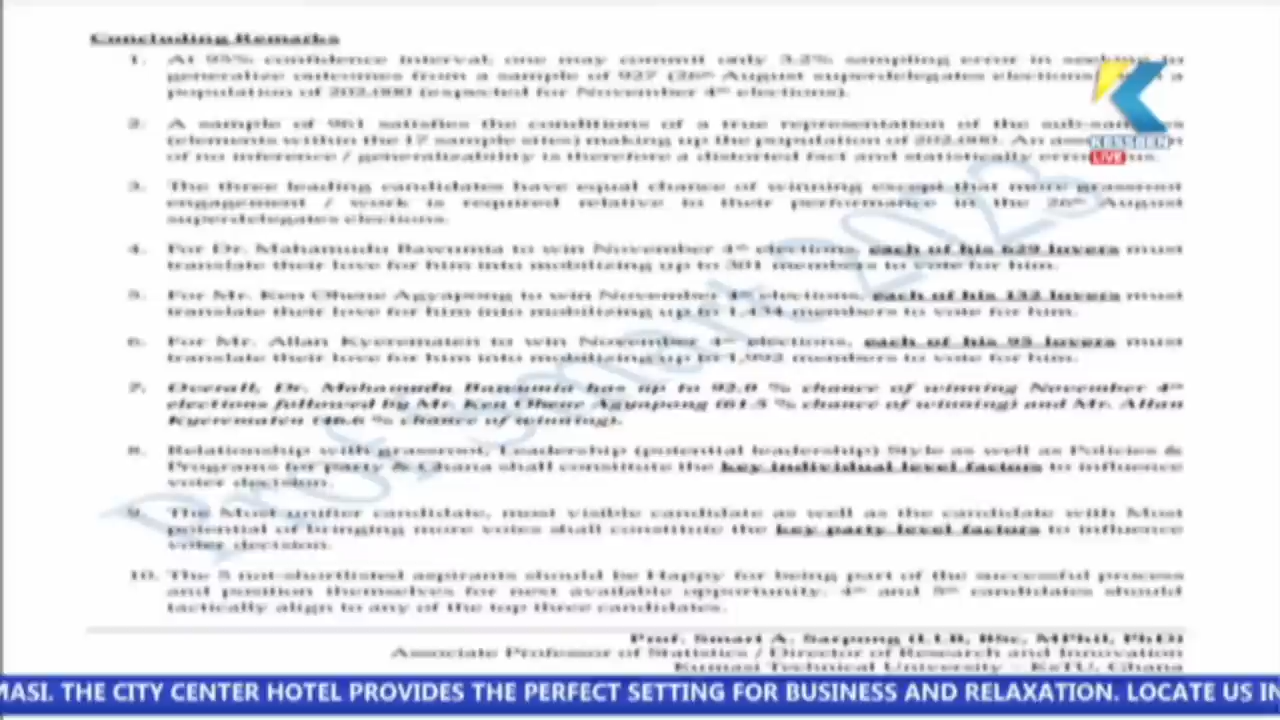 Concluding Remarks
1. At 95% confidence interval, one may commit only 3.2% sampling error in seeking to
generalize outcomes from a sample of 927 (26th August superdelegates elections) a
population of 202,000 (expected for November 4th elections).
2. A sample of 961 satisfies the conditions of a true representation of the
(elements within the 17 sample sites) making up the population of 202,000. An
of no inference / generalizability is therefore a distorted fact and statistically
3. The three leading candidates have equal chance of winning except that more grassroot
engagement / work is required relative to their performance in the 26th August
superdelegates elections.
4. For Dr. Mahamudu Bawumia to win November 4th elections, each of his 629 lovers must
translate their love for him into mobilizing up to 301 members to vote for him.
5. For Mr. Ken Ohene Agyapong to win November 4th elections, each of his 132 lovers must
translate their love for him into mobilizing up to 1,434 members to vote for him.
6. For Mr. Allan Kyerematen to win November 4th elections, each of his 95 lovers must
translate their love for him into mobilizing up to 1,992 members to vote for him.
7. Overall, Dr. Mahamudu Bawumia has up to % chance of winning November 4th
elections followed by Mr. Ken Ohene Agyapong (61.5 % chance of winning) and Mr. Allan
Kyerematen (46.6 % chance of winning).
8. Relationship with grassroot, Leadership (potential leadership) Style as well as Policies &
Programs for party & Ghana shall constitute the key individual level factors to influence
voter decision.
9. The Most unifier candidate, most visible candidate as well as the candidate with Most
potential of bringing more votes shall constitute the key party level factors to influence
voter decision.
10. The 5 not-shortlisted aspirants should be Happy for being part of the successful process
and position themselves for next available opportunity. 4th and 5th candidates should
tactically align to any of the top three candidates.
Prof. Smart A. Sarpong (LLB, BSc, MPhil, PhD)
Associate Professor of Statistics / Director of Research and Innovation
Kumasi Technical University – KsTU, Ghana
Prof Smart 2023
KESSBEN
LIVE
MASI. THE CITY CENTER HOTEL PROVIDES THE PERFECT SETTING FOR BUSINESS AND RELAXATION. LOCATE US IN